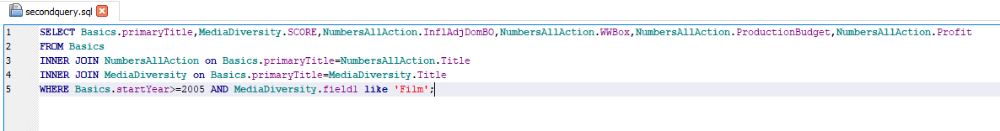 secondquery.sql
1 SELECT Basics.primaryTitle,MediaDiversity.SCORE,NumbersAllAction.InflAdjDomBO,NumbersAllAction.WWBox,NumbersAllAction.ProductionBudget,NumbersAllAction.Profit
2 FROM Basics
3 INNER JOIN NumbersAllAction on Basics.primaryTitle=NumbersAllAction.Title
4 INNER JOIN MediaDiversity on Basics.primaryTitle=MediaDiversity.Title
5 WHERE Basics.startYear>=2005 AND MediaDiversity.field1 like 'Film';